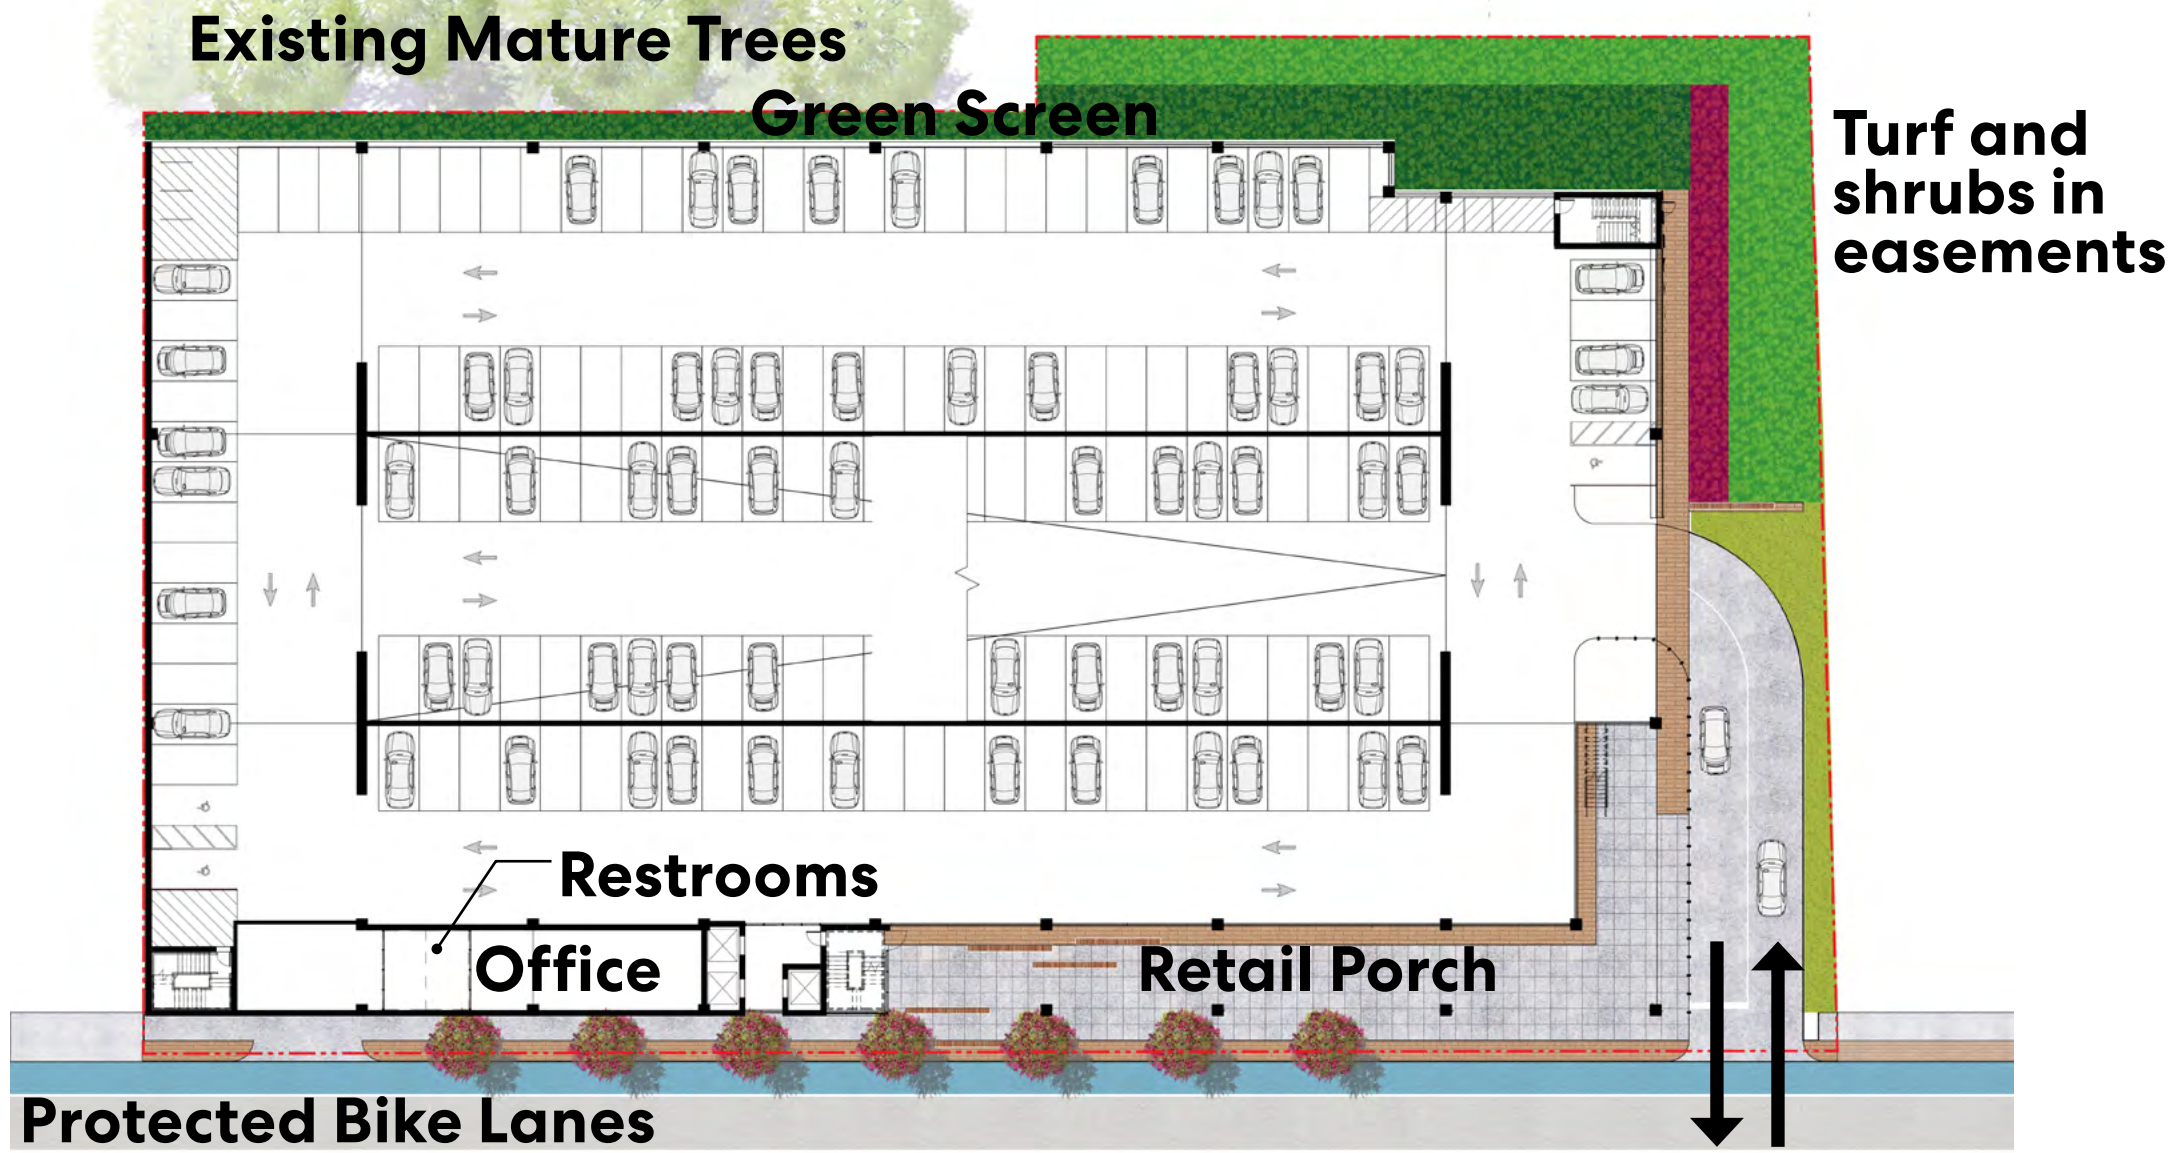 Existing Mature Trees
Green Screen
Turf and
shrubs in
easements
Restrooms
Office
Retail Porch
Protected Bike Lanes